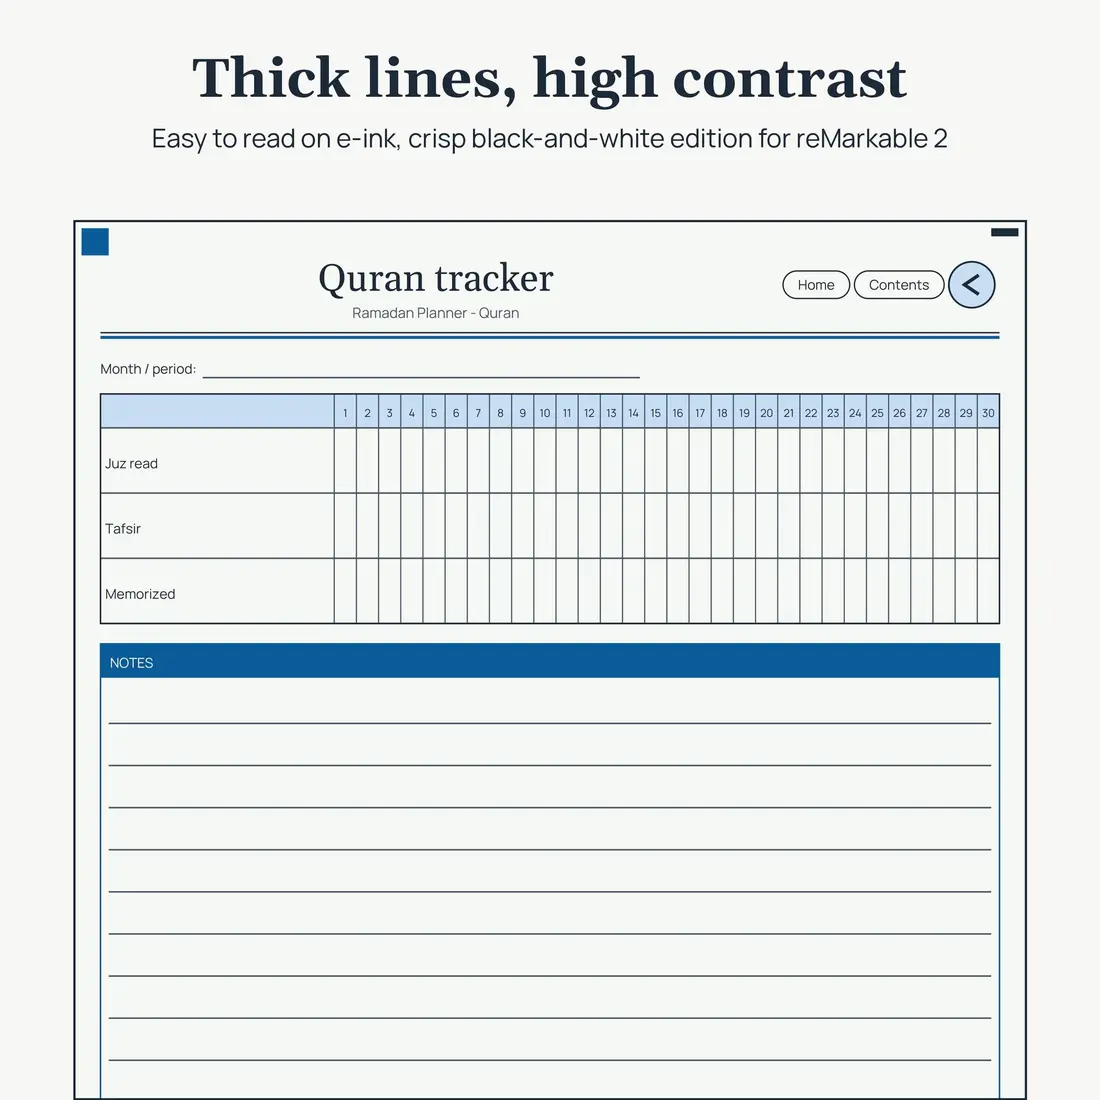 Thick lines, high contrast
Easy to read on e-ink, crisp black-and-white edition for reMarkable 2
Quran tracker
Ramadan Planner - Quran
Home
Contents
Month / period:
1 2 3 4 5 6 7 8 9 10 11 12 13 14 15 16 17 18 19 20 21 22 23 24 25 26 27 28 29 30
Juz read
Tafsir
Memorized
NOTES